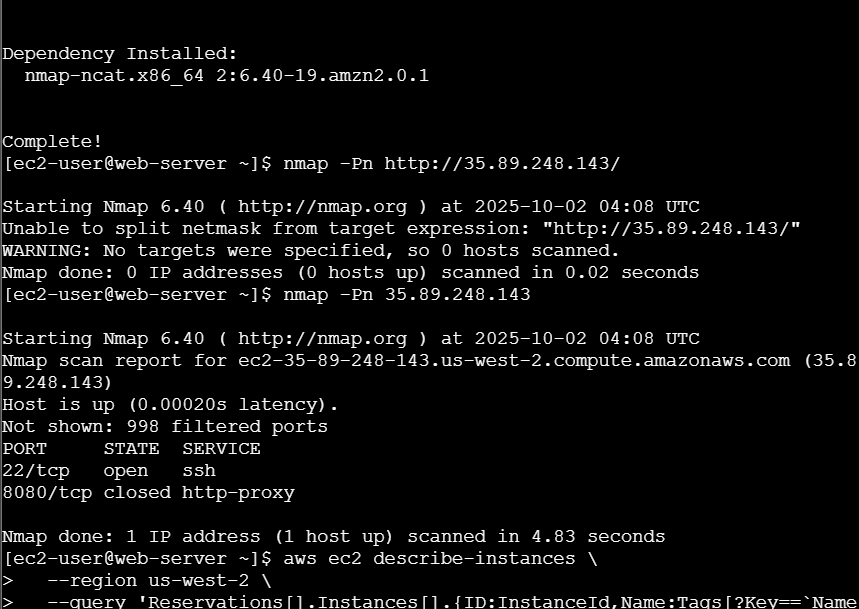 Dependency Installed:
  nmap-ncat.x86_64 2:6.40-19.amzn2.0.1
Complete!
[ec2-user@web-server ~]$ nmap -Pn http://35.89.248.143/
Starting Nmap 6.40 ( http://nmap.org ) at 2025-10-02 04:08 UTC
Unable to split netmask from target expression: "http://35.89.248.143/"
WARNING: No targets were specified, so 0 hosts scanned.
Nmap done: 0 IP addresses (0 hosts up) scanned in 0.02 seconds
[ec2-user@web-server ~]$ nmap -Pn 35.89.248.143
Starting Nmap 6.40 ( http://nmap.org ) at 2025-10-02 04:08 UTC
Nmap scan report for ec2-35-89-248-143.us-west-2.compute.amazonaws.com (35.8
9.248.143)
Host is up (0.00020s latency).
Not shown: 998 filtered ports
PORT     STATE  SERVICE
22/tcp   open   ssh
8080/tcp closed http-proxy
Nmap done: 1 IP address (1 host up) scanned in 4.83 seconds
[ec2-user@web-server ~]$ aws ec2 describe-instances \
>   --region us-west-2 \
>   --query 'Reservations[].Instances[].{ID:InstanceId,Name:Tags[?Key==`Name